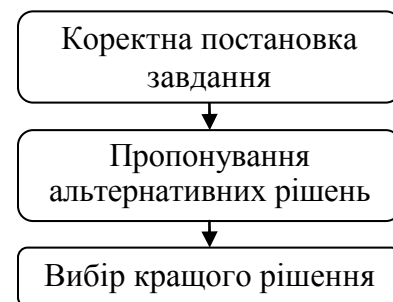 Коректна постановка
завдання
Пропонування
альтернативних рішень
Вибір кращого рішення